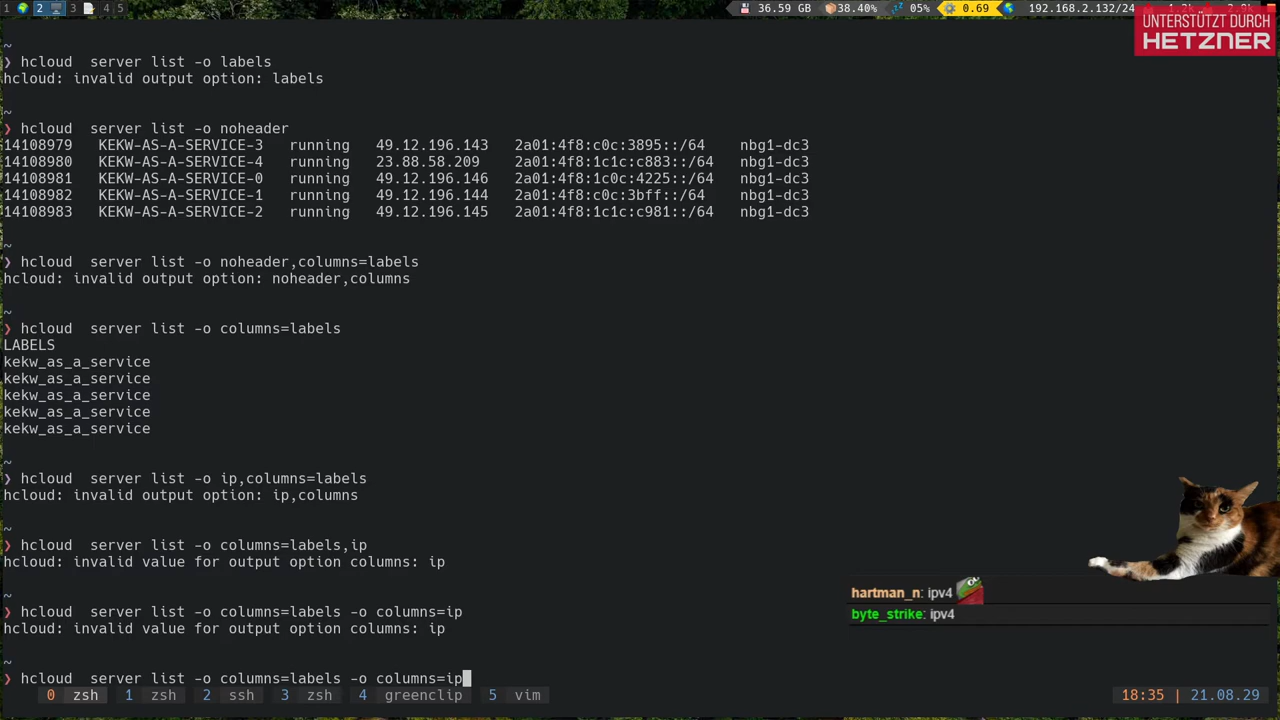 1 2 3 4 5 36.59 GB 38.40% 05% 0.69 192.168.2.132/24 1.2k 2.9k
UNTERSTÜTZT DURCH
HETZNER
~
❯ hcloud  server list -o labels
hcloud: invalid output option: labels
~
❯ hcloud  server list -o noheader
14108979   KEKW-AS-A-SERVICE-3   running   49.12.196.143   2a01:4f8:c0c:3895::/64    nbg1-dc3
14108980   KEKW-AS-A-SERVICE-4   running   23.88.58.209    2a01:4f8:1c1c:c883::/64   nbg1-dc3
14108981   KEKW-AS-A-SERVICE-0   running   49.12.196.146   2a01:4f8:1c0c:4225::/64   nbg1-dc3
14108982   KEKW-AS-A-SERVICE-1   running   49.12.196.144   2a01:4f8:c0c:3bff::/64    nbg1-dc3
14108983   KEKW-AS-A-SERVICE-2   running   49.12.196.145   2a01:4f8:1c1c:c981::/64   nbg1-dc3
~
❯ hcloud  server list -o noheader,columns=labels
hcloud: invalid output option: noheader,columns
~
❯ hcloud  server list -o columns=labels
LABELS
kekw_as_a_service
kekw_as_a_service
kekw_as_a_service
kekw_as_a_service
kekw_as_a_service
~
❯ hcloud  server list -o ip,columns=labels
hcloud: invalid output option: ip,columns
~
❯ hcloud  server list -o columns=labels,ip
hcloud: invalid value for output option columns: ip
~
❯ hcloud  server list -o columns=labels -o columns=ip
hcloud: invalid value for output option columns: ip
~
❯ hcloud  server list -o columns=labels -o columns=ip
hartman_n: ipv4
byte_strike: ipv4
0 zsh 1 zsh 2 ssh 3 zsh 4 greenclip 5 vim 18:35 | 21.08.29